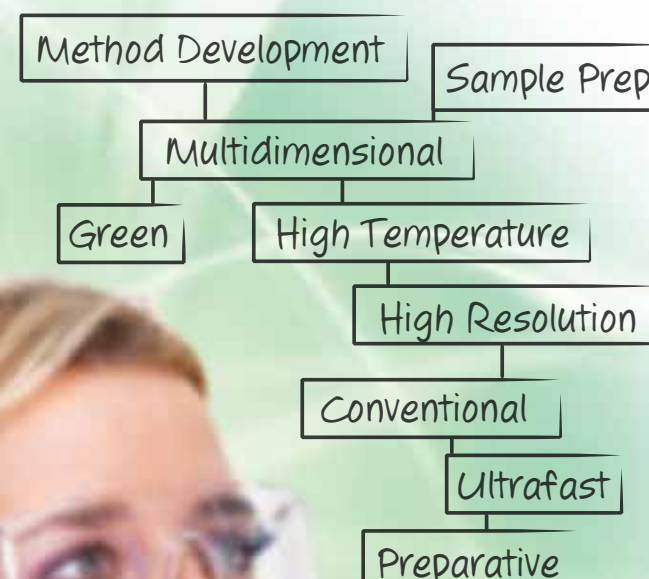 Method Development
Sample Prep
Multidimensional
Green
High Temperature
High Resolution
Conventional
Ultrafast
Preparative